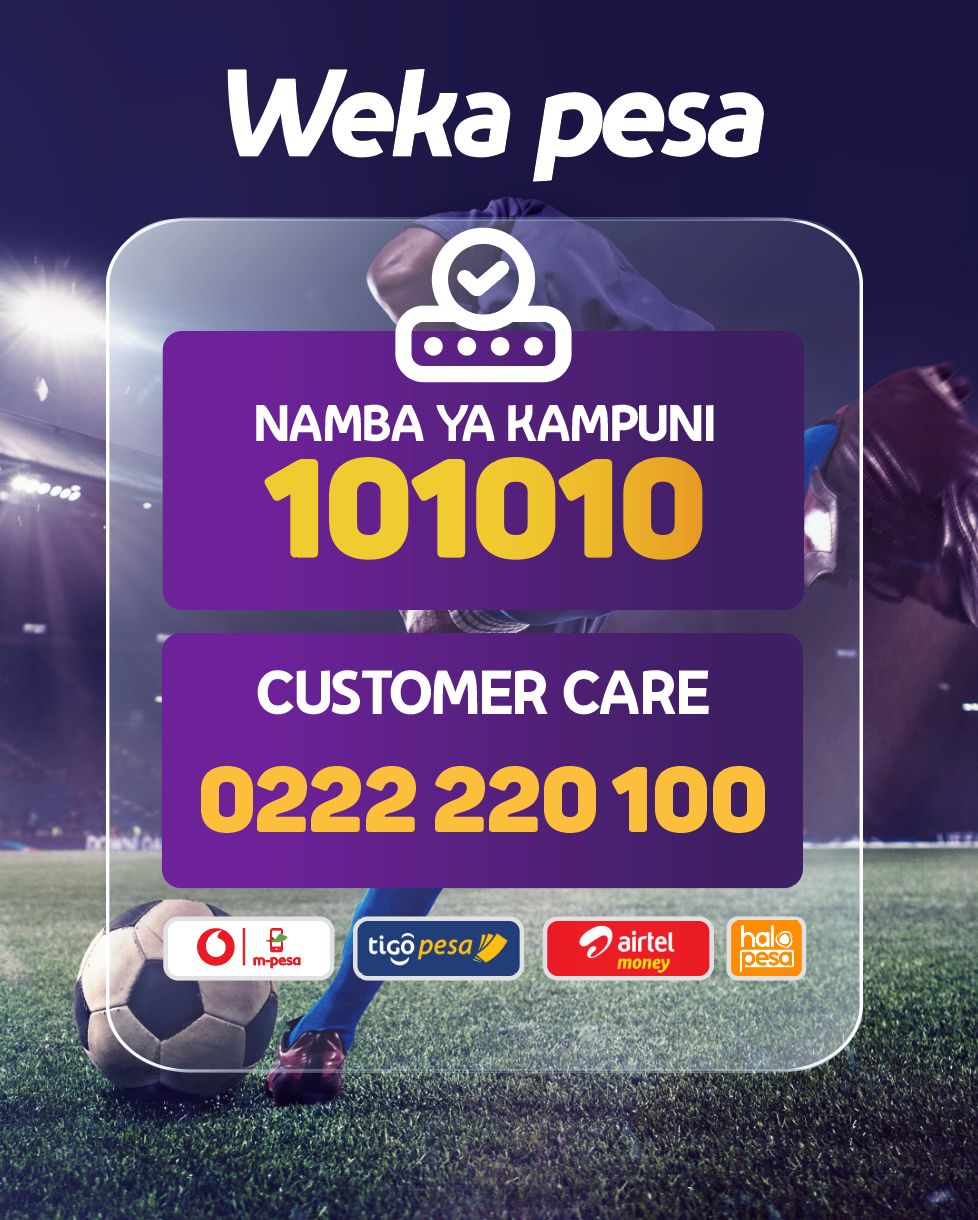 Weka pesa
NAMBA YA KAMPUNI
101010
CUSTOMER CARE
0222 220 100
m-pesa
tigo pesa
airtel
money
halo
pesa